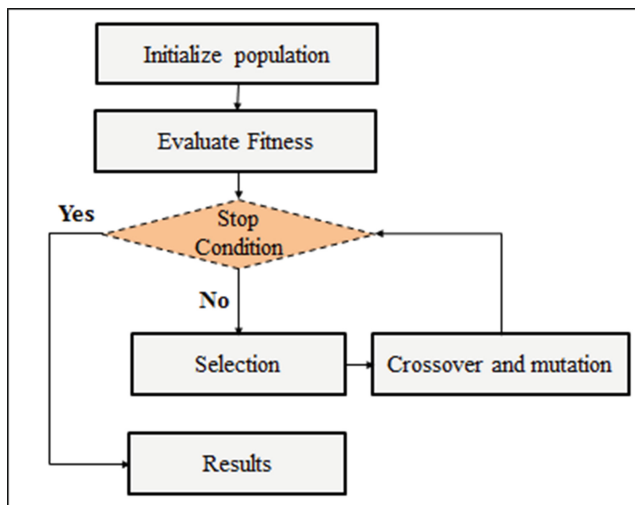 Initialize population
Evaluate Fitness
Yes
Stop
Condition
No
Selection
Crossover and mutation
Results